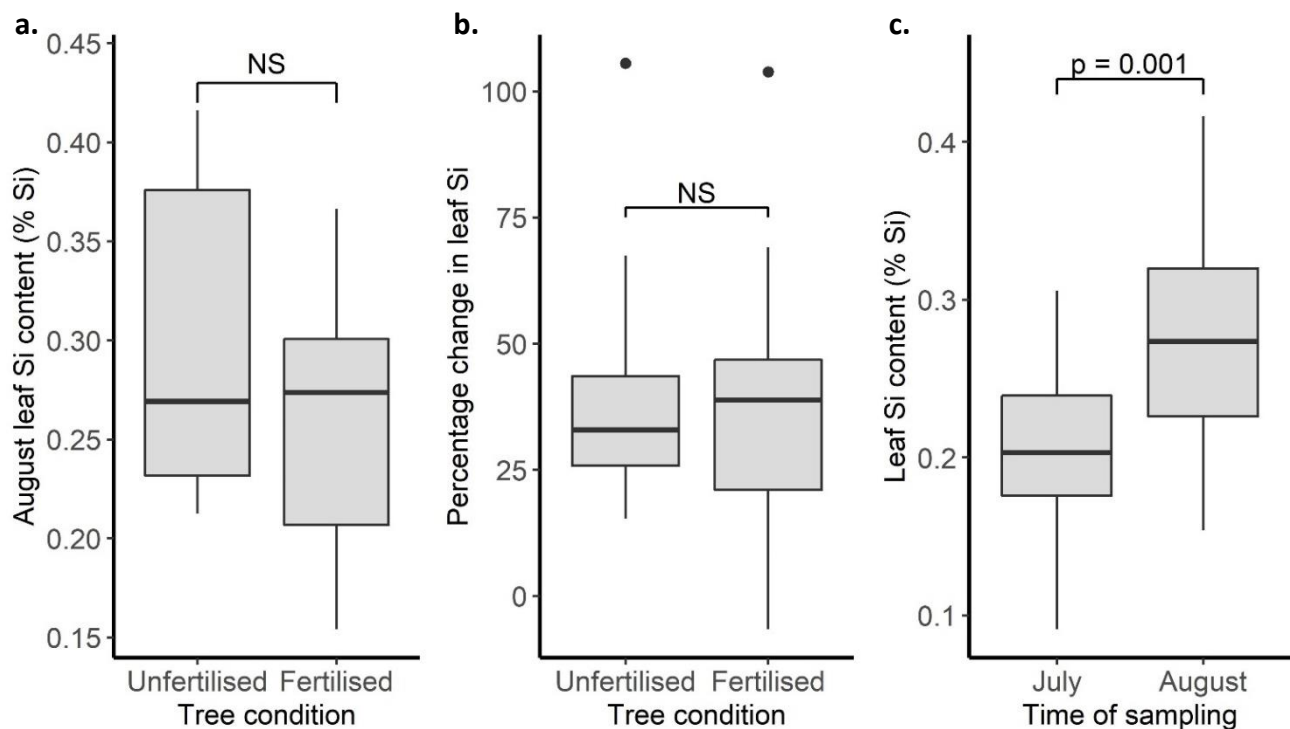 a.
August leaf Si content (% Si)
0.45
0.40
0.35
0.30
0.25
0.20
0.15
NS
Unfertilised Fertilised
Tree condition
b.
Percentage change in leaf Si
100
75
50
25
0
NS
Unfertilised Fertilised
Tree condition
c.
Leaf Si content (% Si)
0.4
0.3
0.2
0.1
p = 0.001
July August
Time of sampling